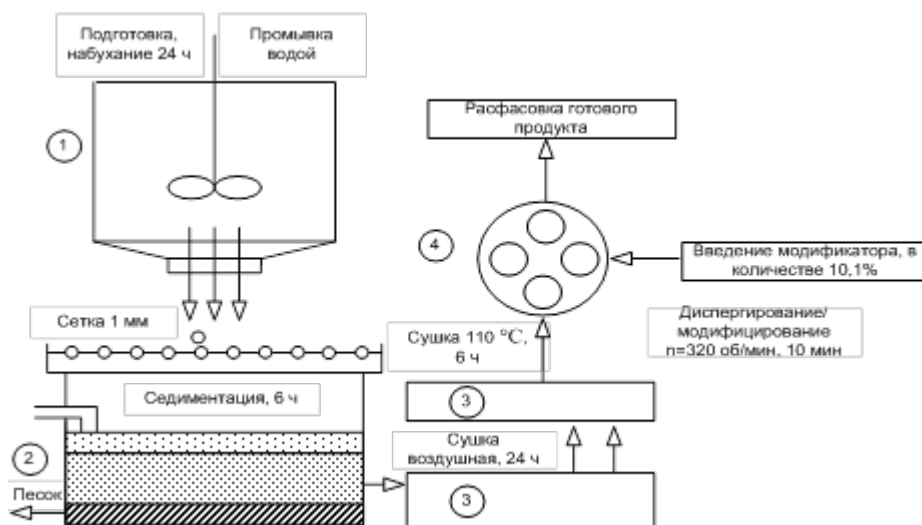 Подготовка,
набухание 24 ч
Промывка
водой
1
Расфасовка готового
продукта
4
Введение модификатора, в
количестве 10,1%
Сетка 1 мм
Сушка 110 °С,
6 ч
Диспергирование/
модифицирование
n=320 об/мин, 10 мин
Седиментация, 6 ч
3
2
Сушка
воздушная, 24 ч
Песок
3